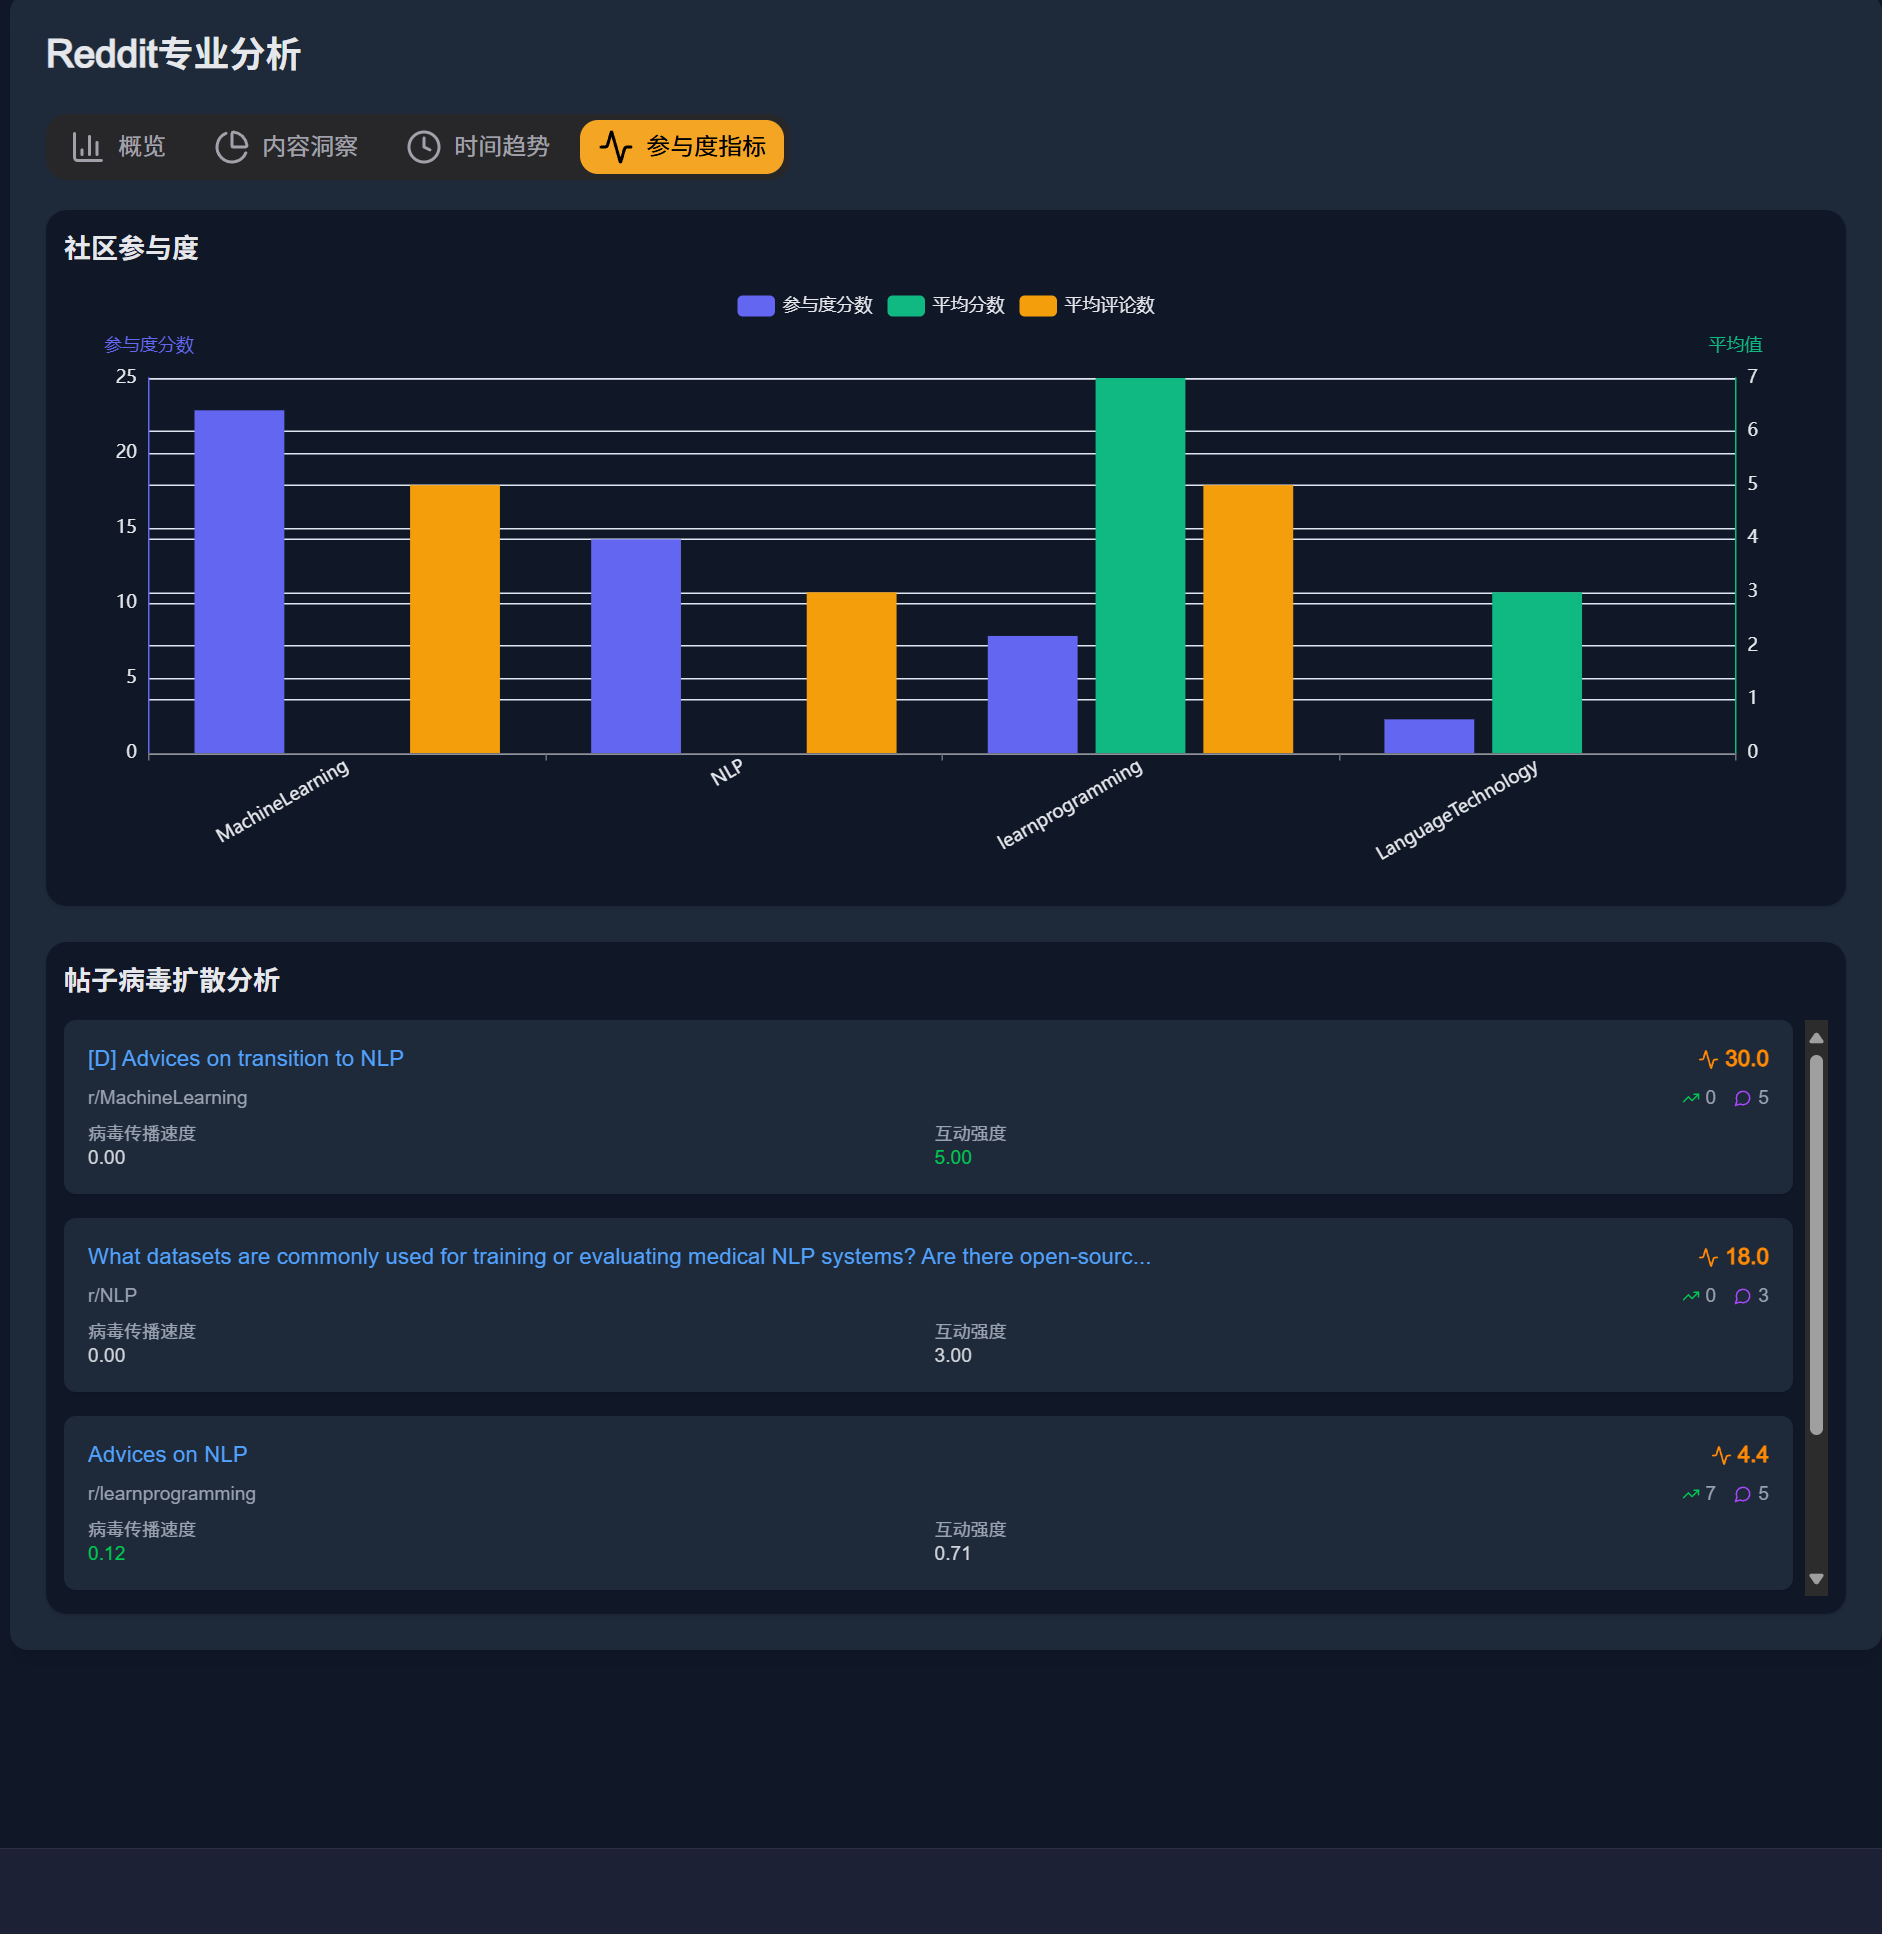 Reddit专业分析
概览 内容洞察 时间趋势 参与度指标
社区参与度
参与度分数 平均分数 平均评论数
参与度分数 平均值
25 7
6
20
5
15
4
10 3
2
5
1
0 0
MachineLearning NLP learnprogramming LanguageTechnology
帖子病毒扩散分析
[D] Advices on transition to NLP 30.0
r/MachineLearning 0 5
病毒传播速度 互动强度
0.00 5.00
What datasets are commonly used for training or evaluating medical NLP systems? Are there open-sourc... 18.0
r/NLP 0 3
病毒传播速度 互动强度
0.00 3.00
Advices on NLP 4.4
r/learnprogramming 7 5
病毒传播速度 互动强度
0.12 0.71